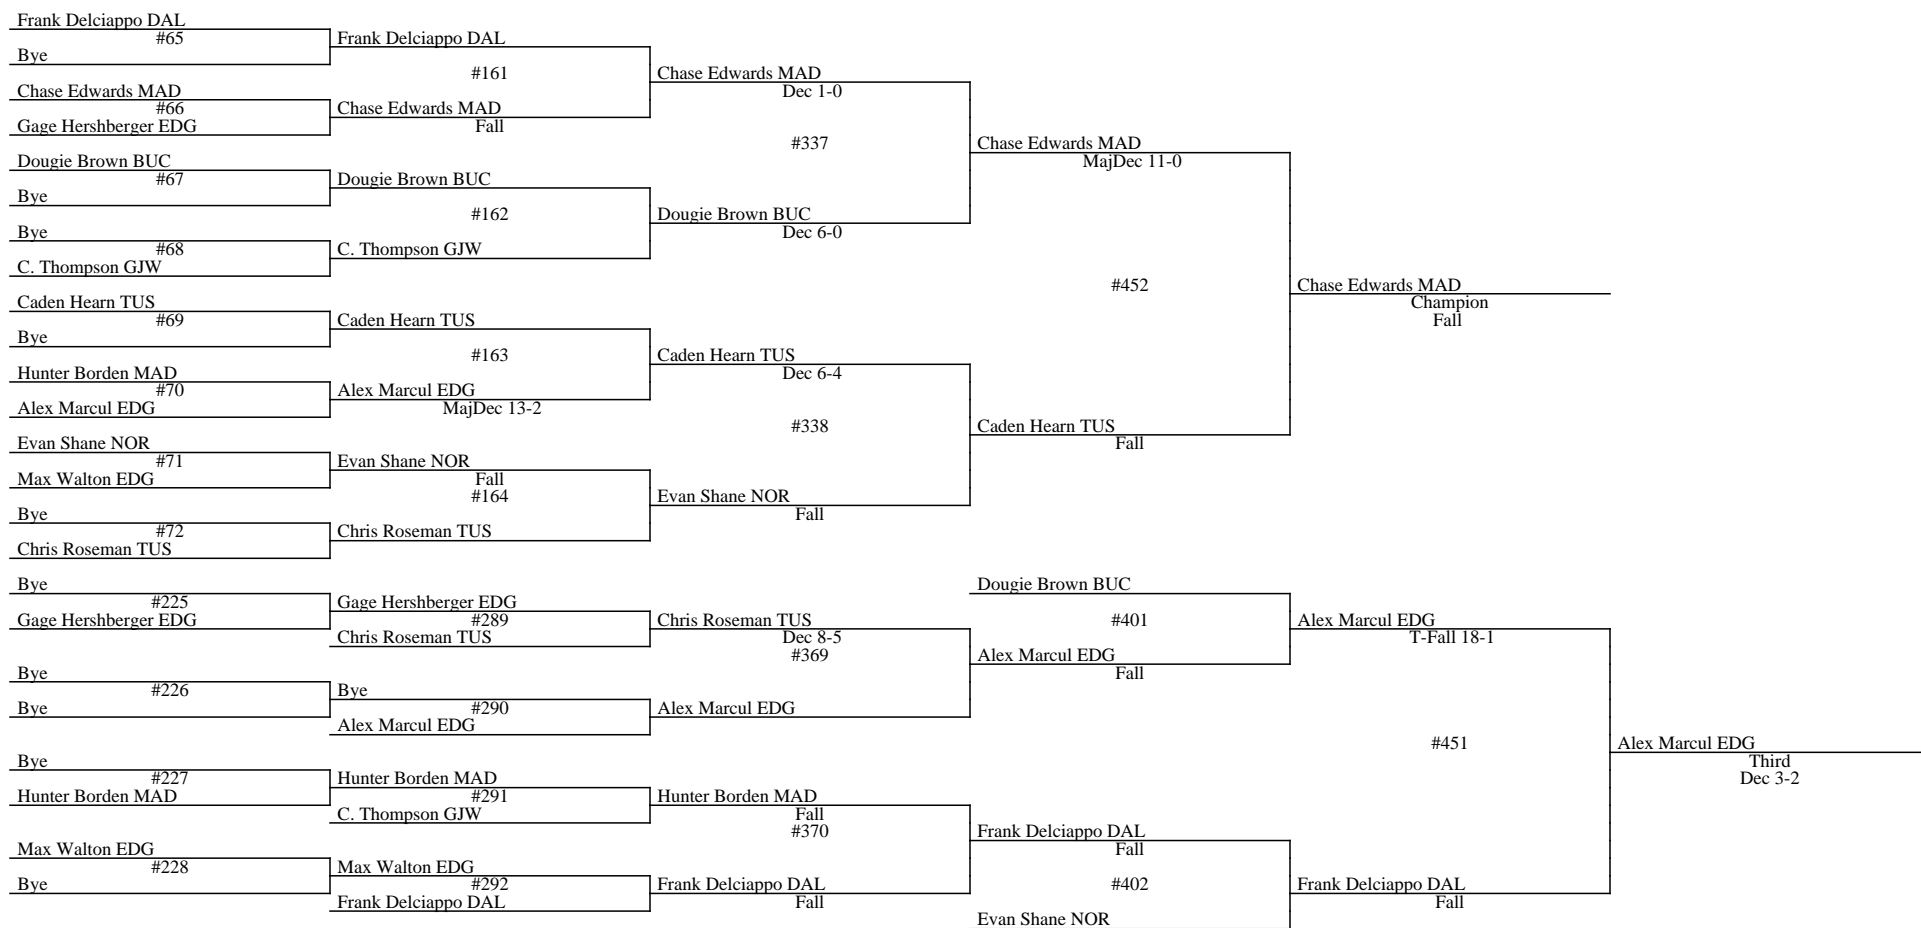 Frank Delciappo DAL
#65
Bye
Frank Delciappo DAL
#161
Chase Edwards MAD
#66
Gage Hershberger EDG
Chase Edwards MAD
Fall
Chase Edwards MAD
Dec 1-0
#337
Dougie Brown BUC
#67
Bye
Dougie Brown BUC
#162
Bye
#68
C. Thompson GJW
C. Thompson GJW
Dougie Brown BUC
Dec 6-0
Chase Edwards MAD
MajDec 11-0
#452
Caden Hearn TUS
#69
Bye
Caden Hearn TUS
#163
Hunter Borden MAD
#70
Alex Marcul EDG
Alex Marcul EDG
MajDec 13-2
Caden Hearn TUS
Dec 6-4
#338
Evan Shane NOR
#71
Max Walton EDG
Evan Shane NOR
Fall
#164
Bye
#72
Chris Roseman TUS
Chris Roseman TUS
Evan Shane NOR
Fall
Caden Hearn TUS
Fall
Chase Edwards MAD
Champion
Fall
Bye
#225
Gage Hershberger EDG
Gage Hershberger EDG
#289
Chris Roseman TUS
Chris Roseman TUS
Dec 8-5
#369
Bye
#226
Bye
Bye
#290
Alex Marcul EDG
Alex Marcul EDG
Dougie Brown BUC
#401
Alex Marcul EDG
Fall
Alex Marcul EDG
T-Fall 18-1
#451
Bye
#227
Hunter Borden MAD
Hunter Borden MAD
#291
C. Thompson GJW
Hunter Borden MAD
Fall
#370
Max Walton EDG
#228
Bye
Max Walton EDG
#292
Frank Delciappo DAL
Frank Delciappo DAL
Fall
Frank Delciappo DAL
Fall
#402
Evan Shane NOR
Frank Delciappo DAL
Fall
Alex Marcul EDG
Third
Dec 3-2